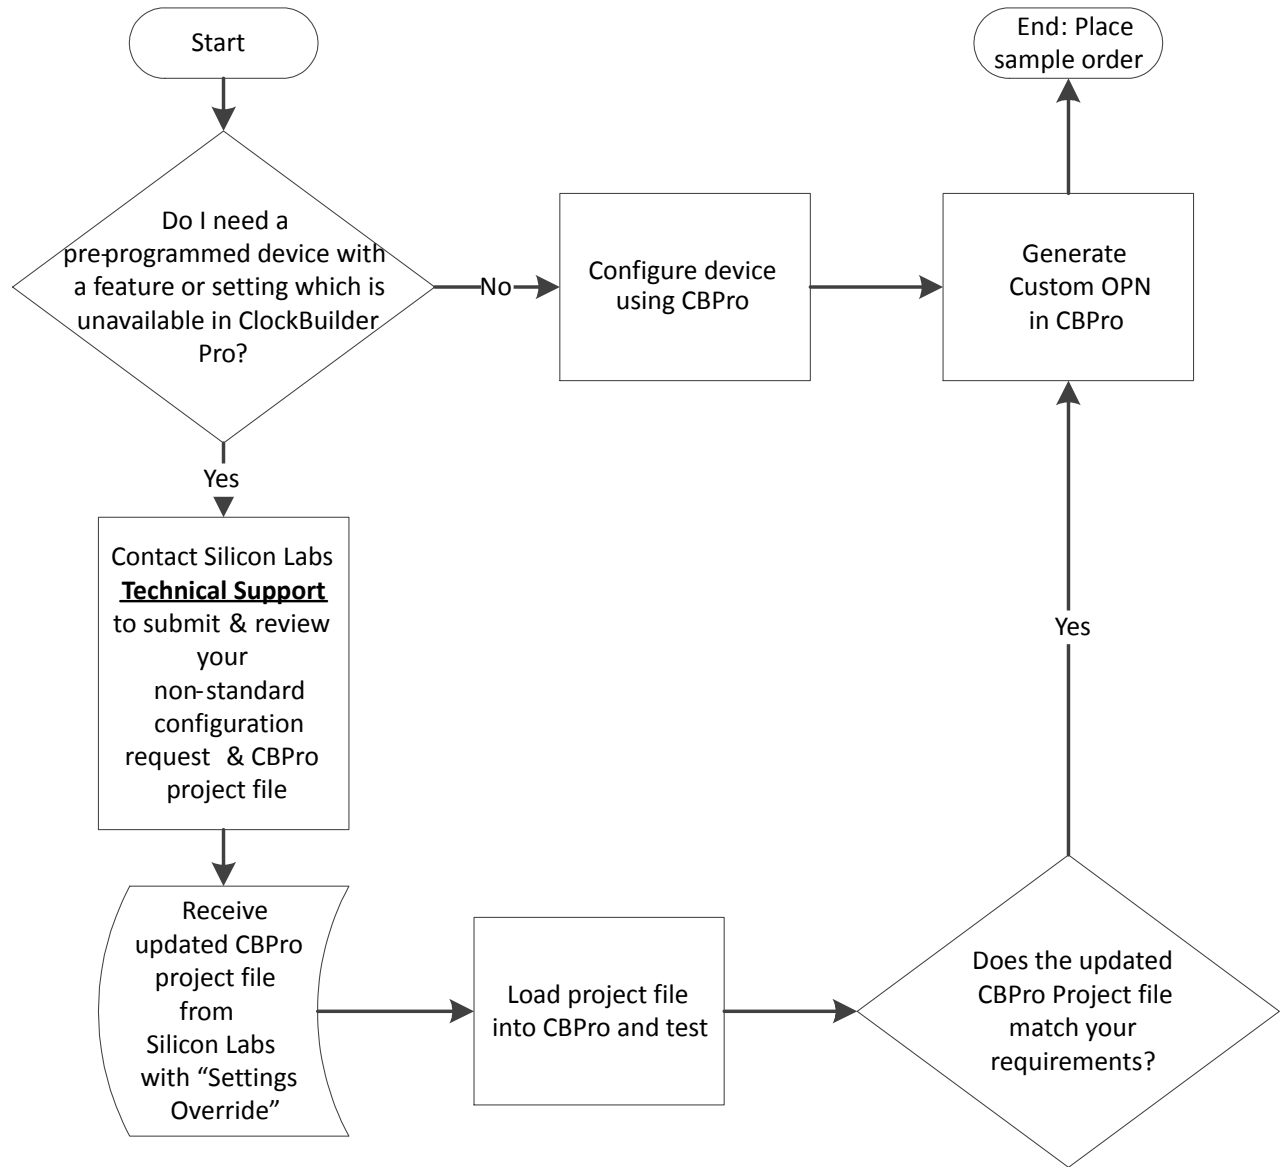 Start
End: Place
sample order
Do I need a
pre-programmed device with
a feature or setting which is
unavailable in ClockBuilder
Pro?
No
Configure device
using CBPro
Generate
Custom OPN
in CBPro
Yes
Contact Silicon Labs
Technical Support
to submit & review
your
non-standard
configuration
request & CBPro
project file
Yes
Receive
updated CBPro
project file
from
Silicon Labs
with “Settings
Override”
Load project file
into CBPro and test
Does the updated
CBPro Project file
match your
requirements?